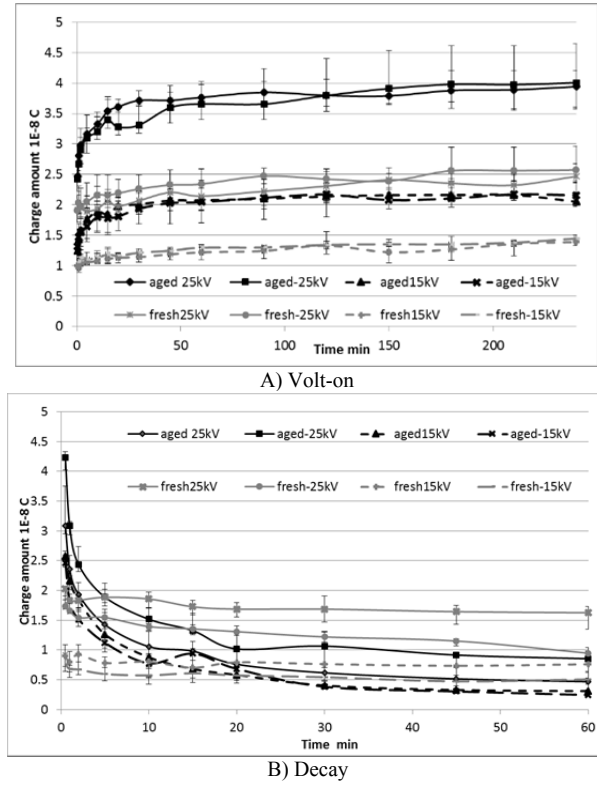 5
4.5
4
3.5
3
2.5
2
1.5
1
0.5
0
Charge amount 1E-8 C
aged 25kV aged-25kV aged15kV aged-15kV
fresh25kV fresh-25kV fresh15kV fresh-15kV
0 50 100 150 200
Time min
A) Volt-on
5
4.5
4
3.5
3
2.5
2
1.5
1
0.5
0
Charge amount 1E-8 C
aged 25kV aged-25kV aged15kV aged-15kV
fresh25kV fresh-25kV fresh15kV fresh-15kV
0 10 20 30 40 50 60
Time min
B) Decay